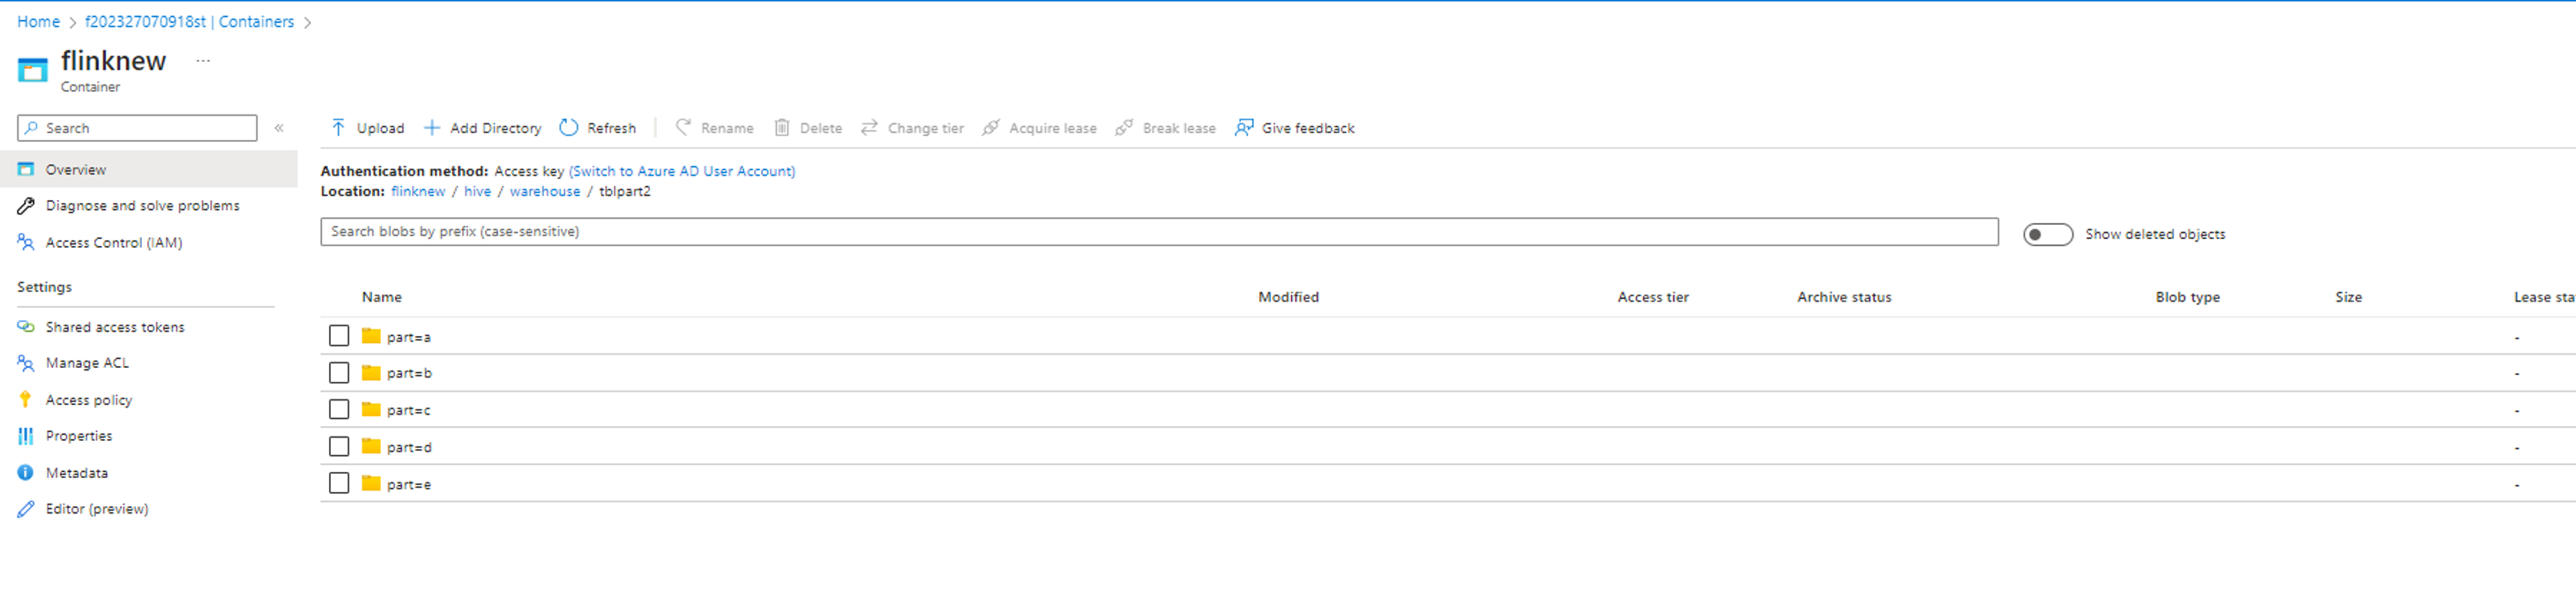 Home > f202327070918st | Containers >
flinknew ...
Container
Search «
Upload Add Directory Refresh Rename Delete Change tier Acquire lease Break lease Give feedback
Overview
Diagnose and solve problems
Access Control (IAM)
Settings
Shared access tokens
Manage ACL
Access policy
Properties
Metadata
Editor (preview)
Authentication method: Access key (Switch to Azure AD User Account)
Location: flinknew / hive / warehouse / tblpart2
Search blobs by prefix (case-sensitive)
Show deleted objects
Name Modified Access tier Archive status Blob type Size Lease sta
part=a -
part=b -
part=c -
part=d -
part=e -